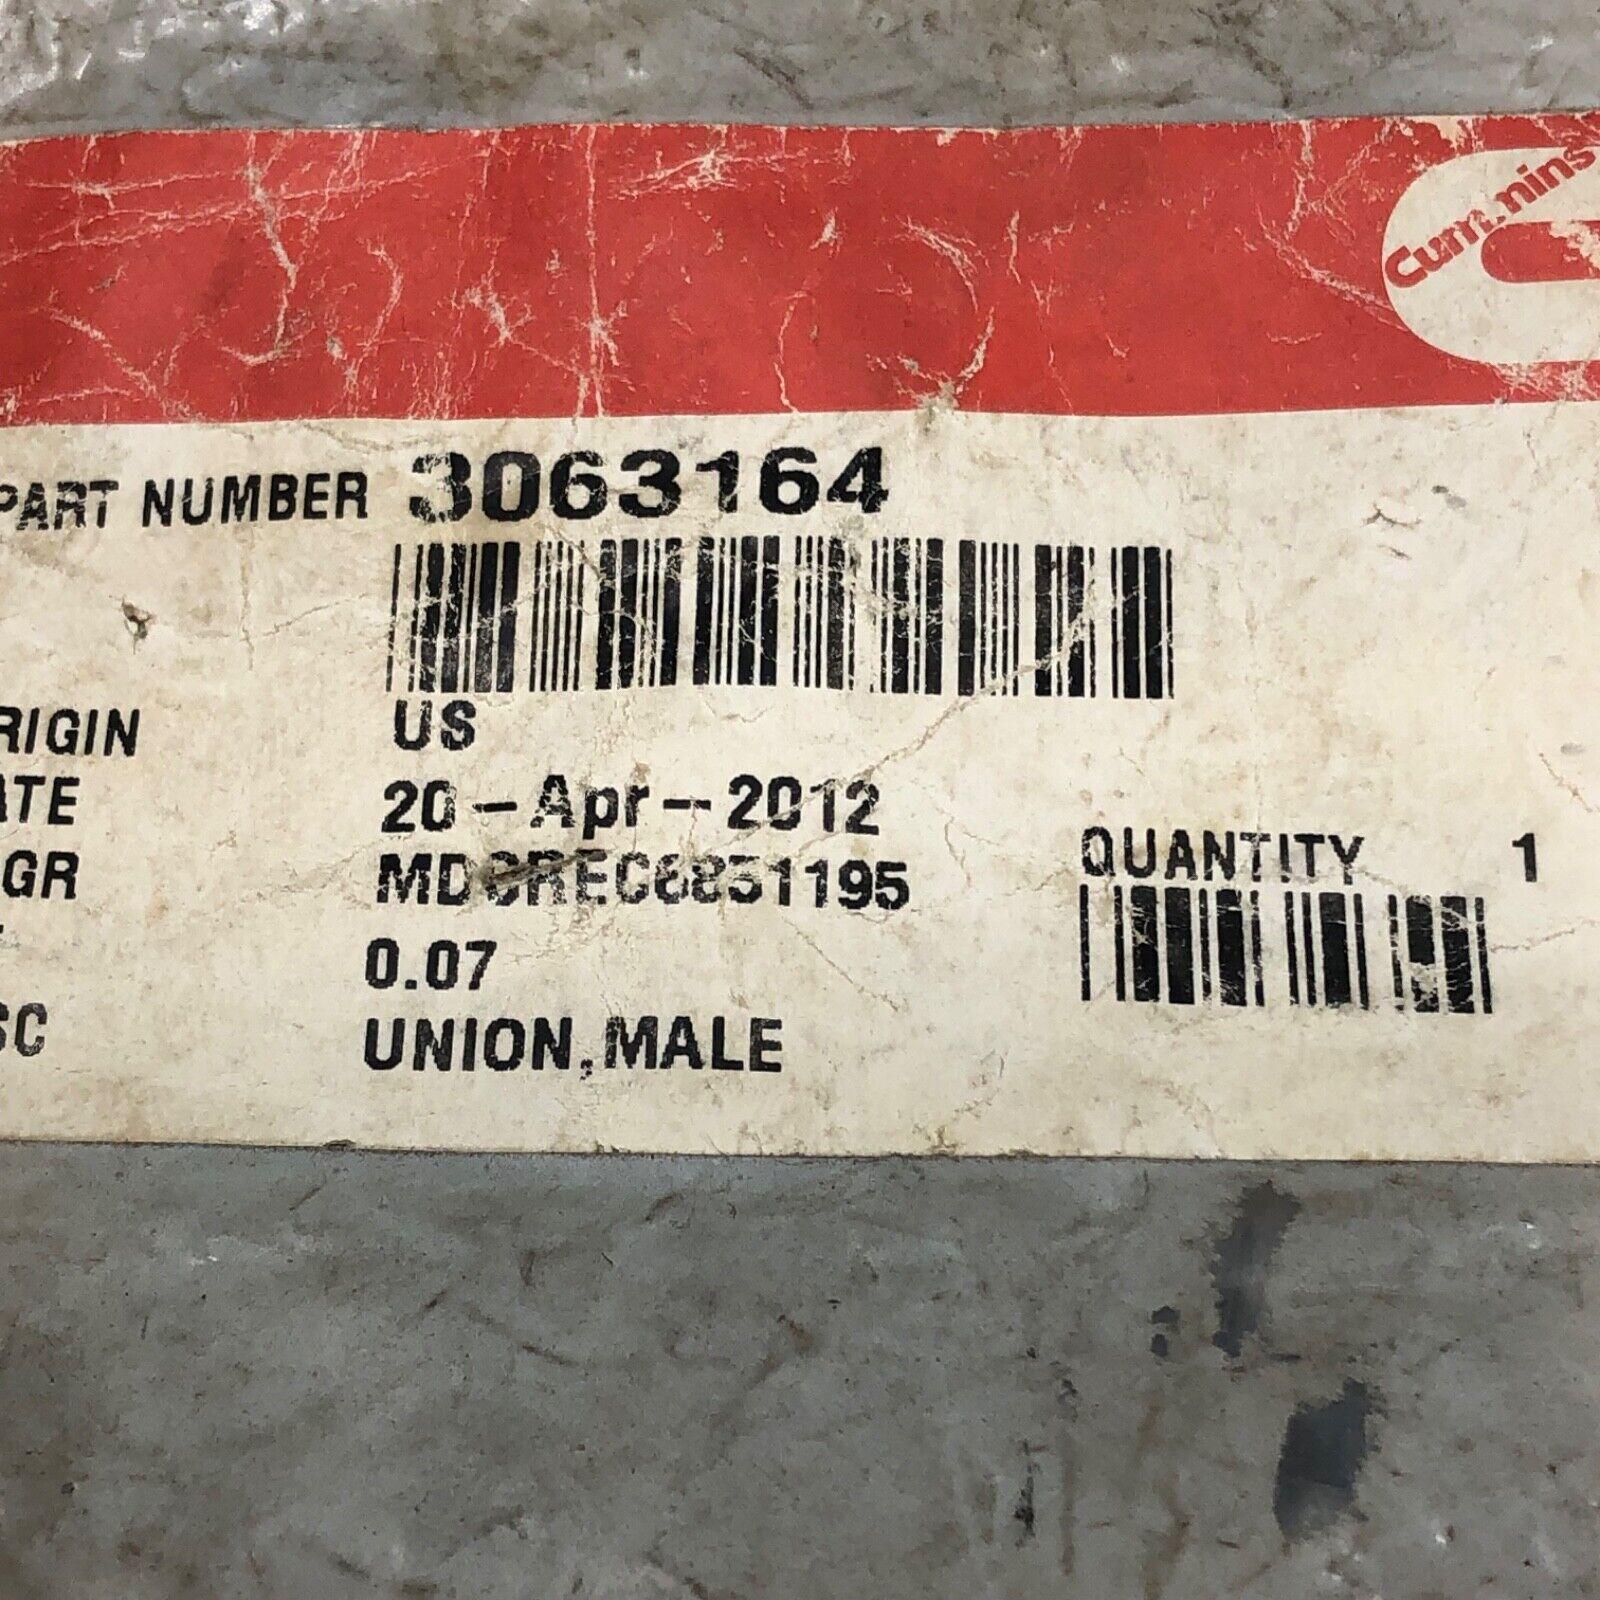 Cummins
PART NUMBER 3063164
RIGIN US
ATE 20-Apr-2012
GR
QUANTITY 1
0.07
SC UNION,MALE